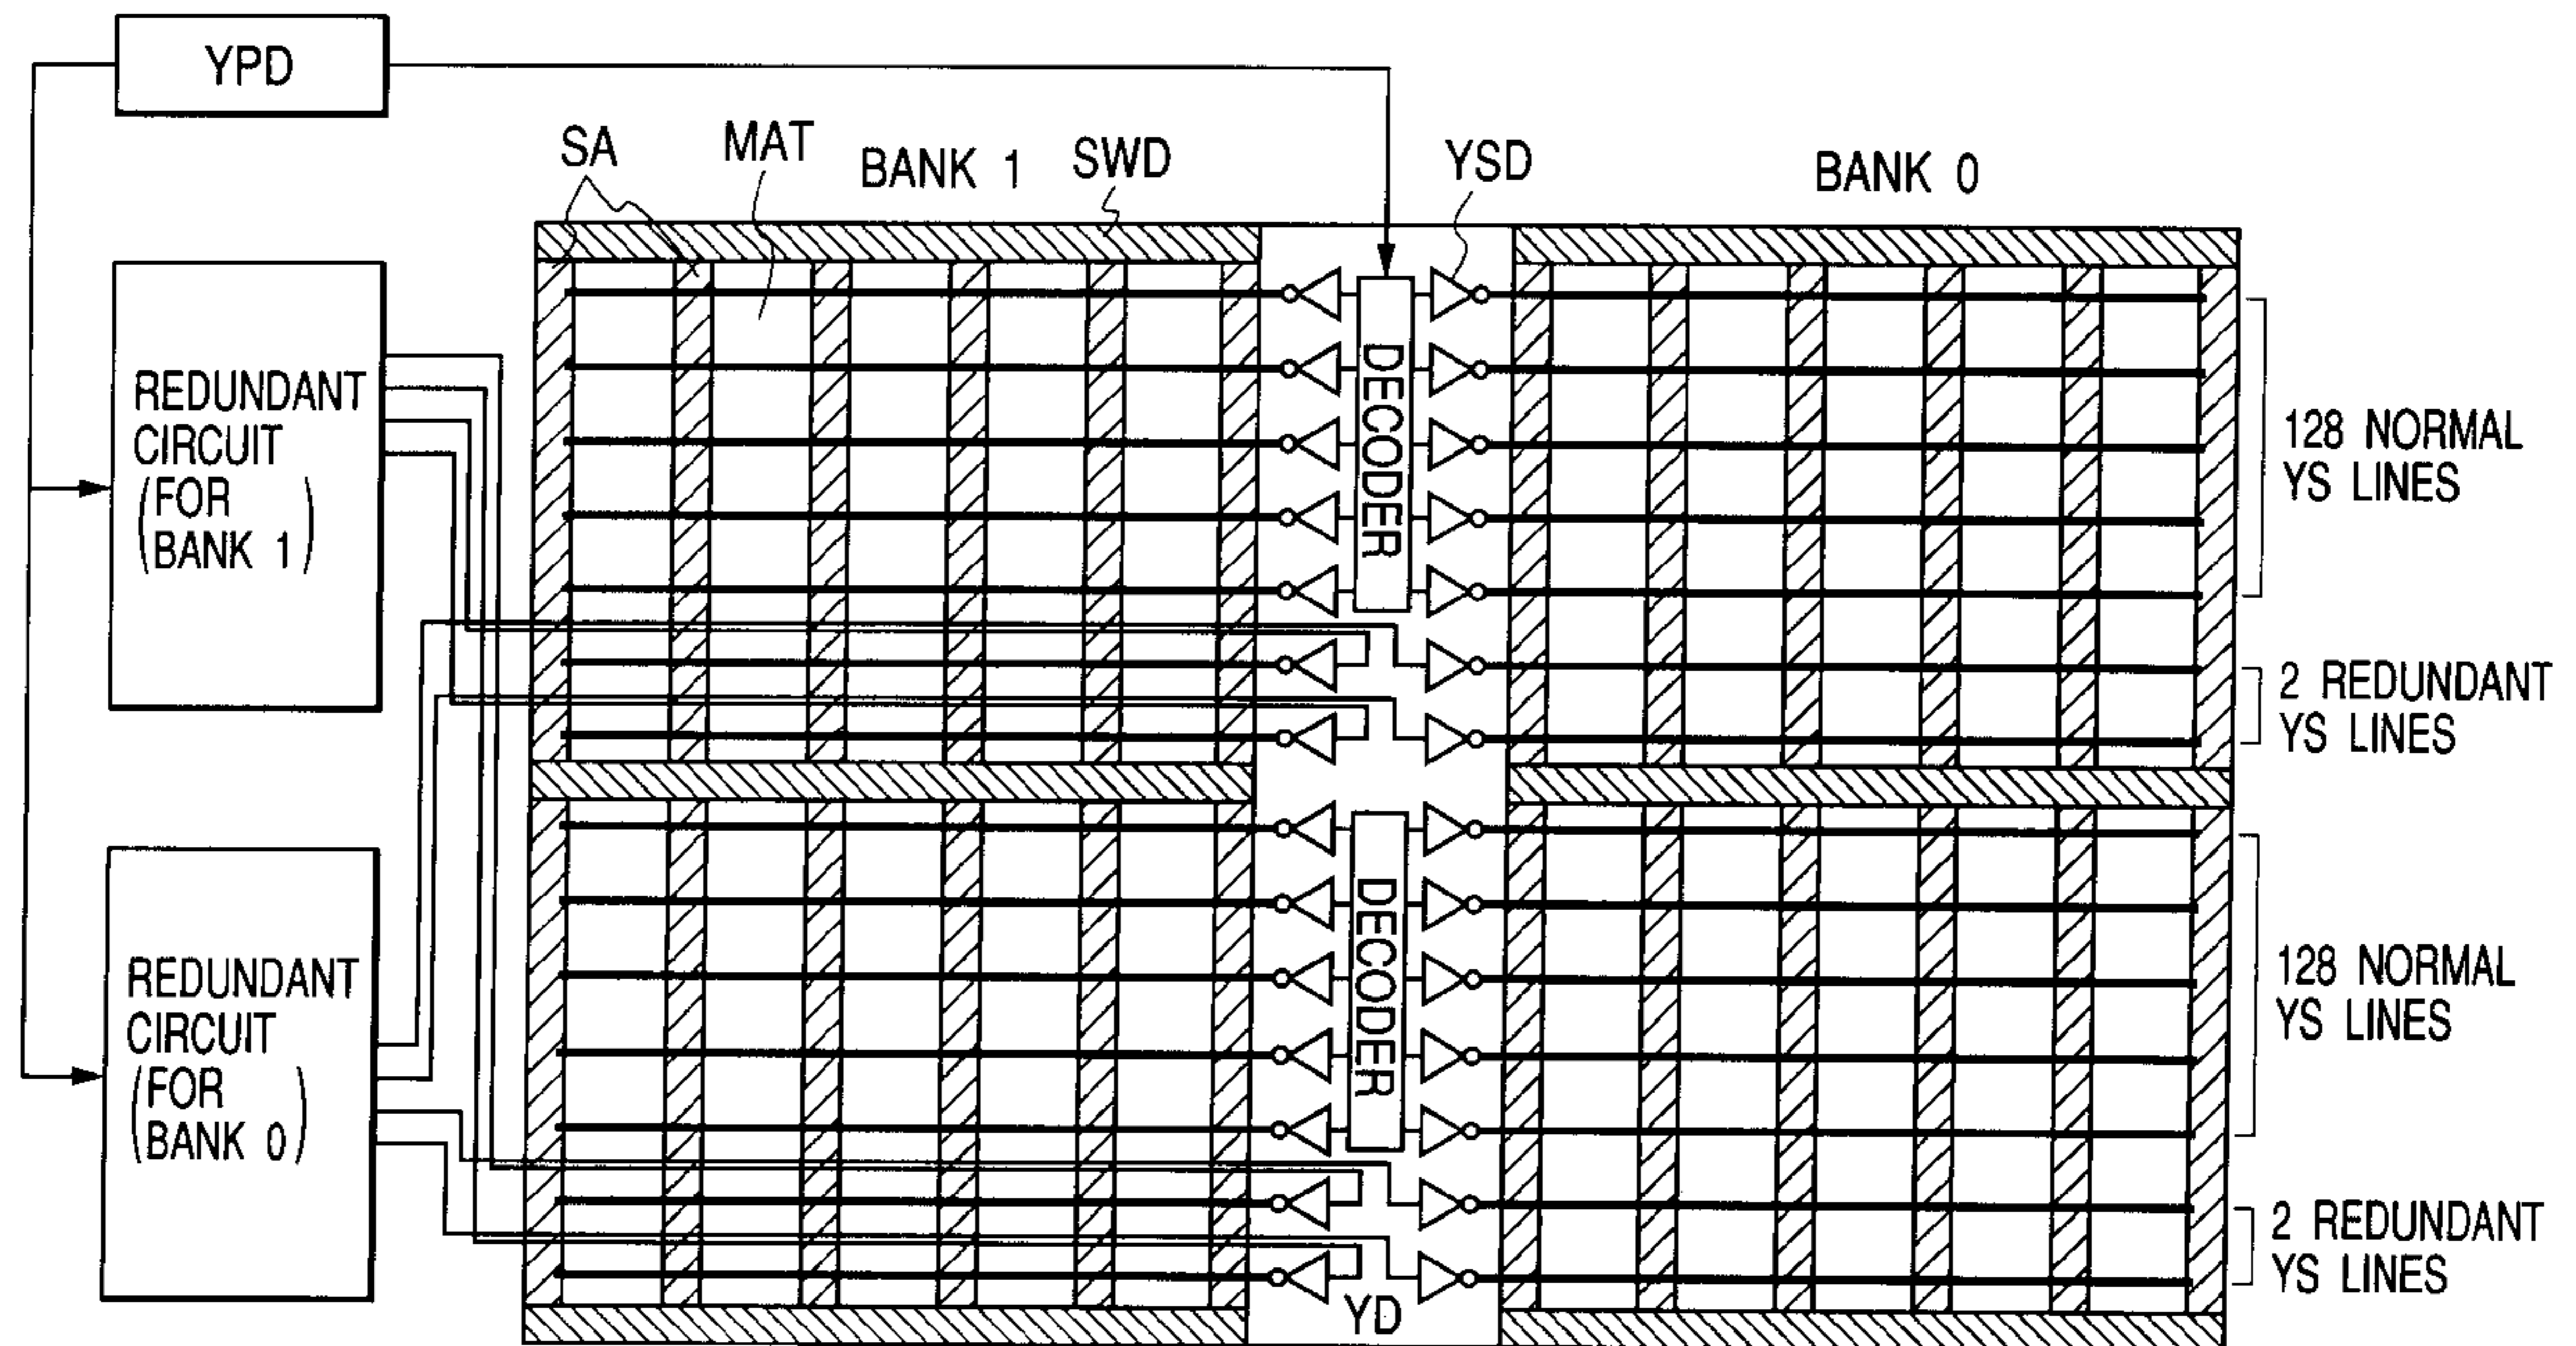 YPD
SA
MAT
BANK 1
SWD
YSD
BANK 0
REDUNDANT
CIRCUIT
(FOR
BANK 1)
DECODER
128 NORMAL
YS LINES
2 REDUNDANT
YS LINES
REDUNDANT
CIRCUIT
(FOR
BANK 0)
DECODER
128 NORMAL
YS LINES
2 REDUNDANT
YS LINES
YD